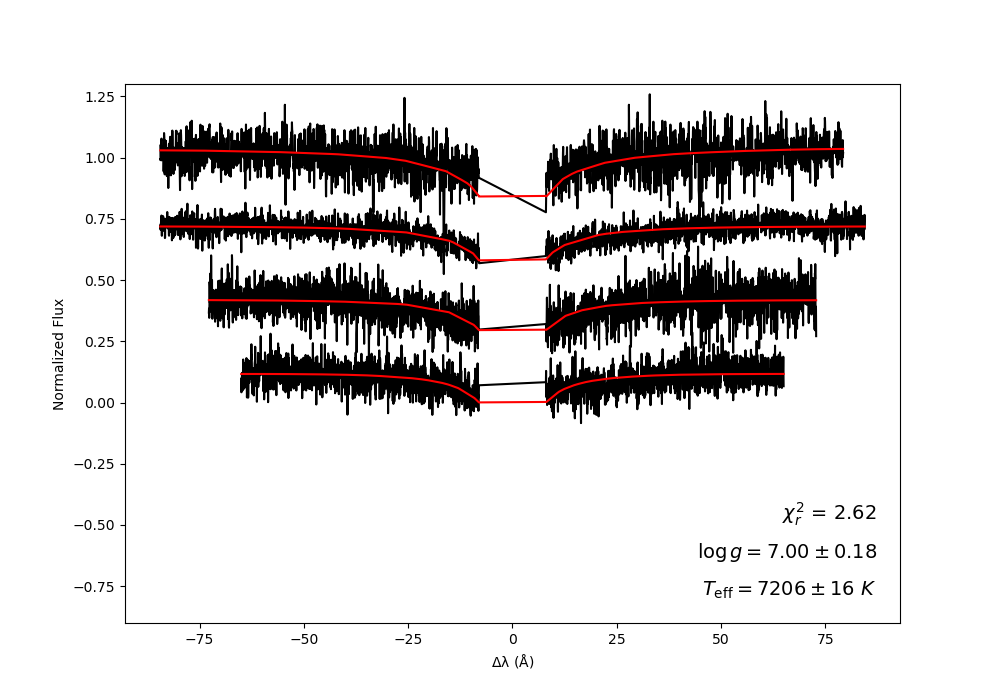 1.25
1.00
0.75
0.50
0.25
0.00
−0.25
−0.50
−0.75
Normalized Flux
χ²ᵣ = 2.62
log g = 7.00 ± 0.18
T_eff = 7206 ± 16 K
−75 −50 −25 0 25 50 75
Δλ (Å)